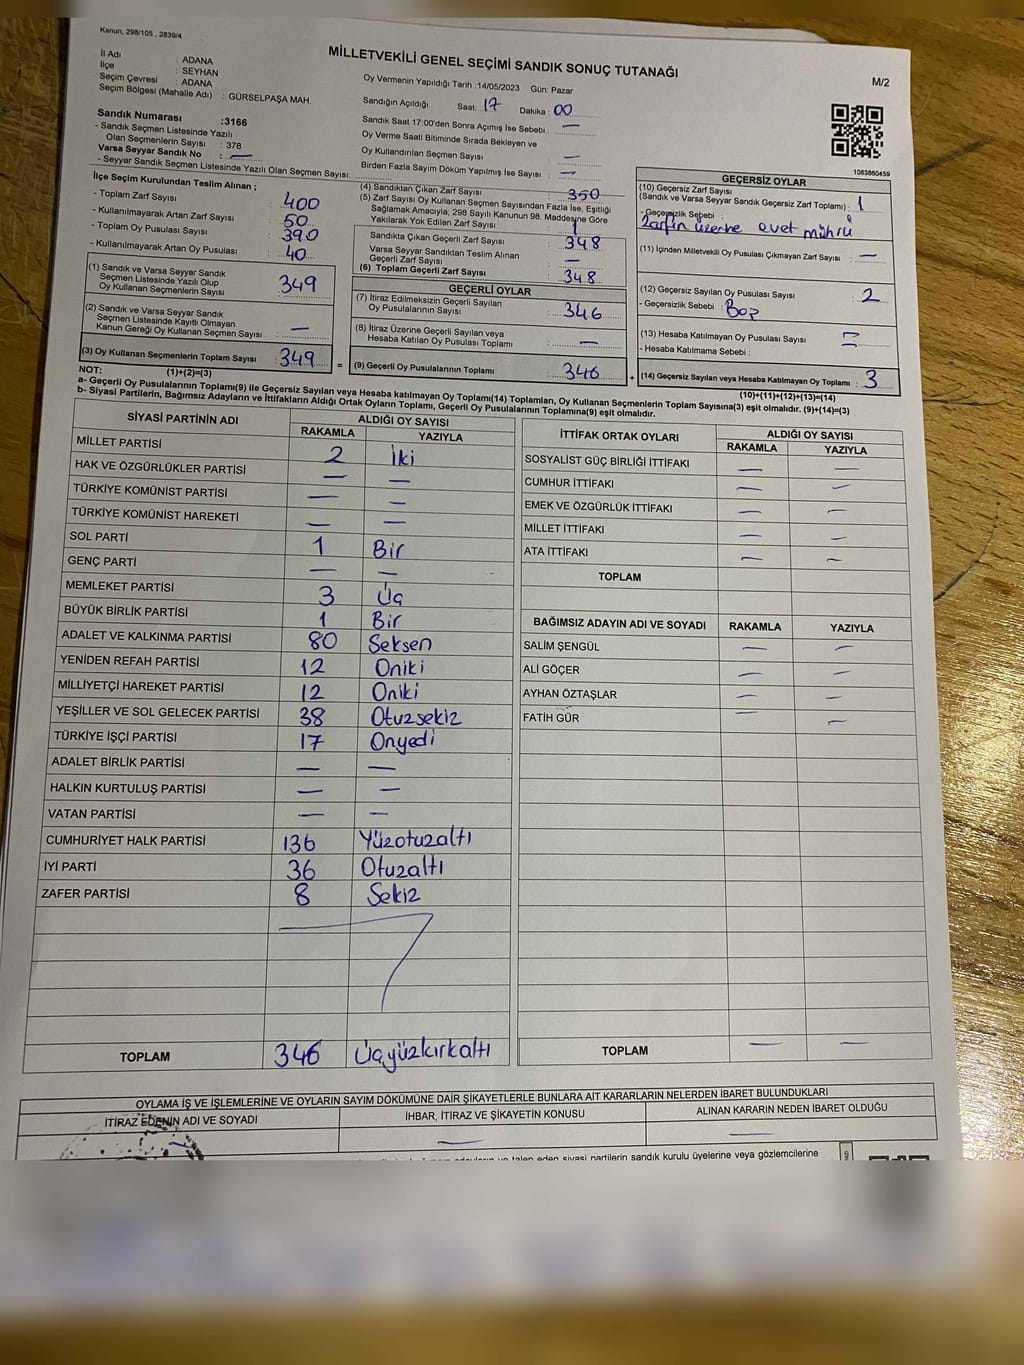 Kanun: 298/105 , 2839/4
MİLLETVEKİLİ GENEL SEÇİMİ SANDIK SONUÇ TUTANAĞI
M/2
İl Adı : ADANA
İlçe : SEYHAN
Seçim Çevresi : ADANA
Seçim Bölgesi (Mahalle Adı) : GÜRSELPAŞA MAH.
Oy Vermenin Yapıldığı Tarih :14/05/2023 Gün: Pazar
Sandığın Açıldığı Saat: 17 Dakika: 00
Sandık Saat 17:00'den Sonra Açımış İse Sebebi : —
Oy Verme Saati Bitiminde Sırada Bekleyen ve
Oy Kullandırılan Seçmen Sayısı : —
Birden Fazla Sayım Döküm Yapılmış İse Sayısı : —
Sandık Numarası :3166
- Sandık Seçmen Listesinde Yazılı
Olan Seçmenlerin Sayısı : 378
Varsa Seyyar Sandık No : —
- Seyyar Sandık Seçmen Listesinde Yazılı Olan Seçmen Sayısı:
1083860459
İlçe Seçim Kurulundan Teslim Alınan ;
- Toplam Zarf Sayısı : 400
- Kullanılmayarak Artan Zarf Sayısı : 50
- Toplam Oy Pusulası Sayısı : 390
- Kullanılmayarak Artan Oy Pusulası : 40
(1) Sandık ve Varsa Seyyar Sandık
Seçmen Listesinde Yazılı Olup
Oy Kullanan Seçmenlerin Sayısı : 349
(2) Sandık ve Varsa Seyyar Sandık
Seçmen Listesinde Kayıtlı Olmayan
Kanun Gereği Oy Kullanan Seçmen Sayısı : —
(3) Oy Kullanan Seçmenlerin Toplam Sayısı : 349 =
(1)+(2)=(3)
(4) Sandıktan Çıkan Zarf Sayısı : 350
(5) Zarf Sayısı Oy Kullanan Seçmen Sayısından Fazla İse, Eşitliği
Sağlamak Amacıyla, 298 Sayılı Kanunun 98. Maddesine Göre
Yakılarak Yok Edilen Zarf Sayısı : 1
Sandıkta Çıkan Geçerli Zarf Sayısı : 348
Varsa Seyyar Sandıktan Teslim Alınan
Geçerli Zarf Sayısı : —
(6) Toplam Geçerli Zarf Sayısı : 348
GEÇERLİ OYLAR
(7) İtiraz Edilmeksizin Geçerli Sayılan
Oy Pusulasının Sayısı : 346
(8) İtiraz Üzerine Geçerli Sayılan veya
Hesaba Katılan Oy Pusulası Toplamı : —
(9) Geçerli Oy Pusulalarının Toplamı : 346 +
GEÇERSİZ OYLAR
(10) Geçersiz Zarf Sayısı
(Sandık ve Varsa Seyyar Sandık Geçersiz Zarf Toplamı) : 1
- Geçersizlik Sebebi :
Zarfın üzerine evet mührü
(11) İçinden Milletvekili Oy Pusulası Çıkmayan Zarf Sayısı : —
(12) Geçersiz Sayılan Oy Pusulası Sayısı : 2
- Geçersizlik Sebebi : Boş
(13) Hesaba Katılmayan Oy Pusulası Sayısı : —
- Hesaba Katılmama Sebebi : —
(14) Geçersiz Sayılan veya Hesaba Katılmayan Oy Toplamı : 3
(10)+(11)+(12)+(13)=(14)
NOT:
a- Geçerli Oy Pusulalarının Toplamı(9) ile Geçersiz Sayılan veya Hesaba katılmayan Oy Toplamı(14) Toplamları, Oy Kullanan Seçmenlerin Toplam Sayısına(3) eşit olmalıdır. (9)+(14)=(3)
b- Siyasi Partilerin, Bağımsız Adayların ve İttifakların Aldığı Ortak Oyların Toplamı, Geçerli Oy Pusulalarının Toplamına(9) eşit olmalıdır.
SİYASİ PARTİNİN ADI ALDIĞI OY SAYISI
RAKAMLA YAZIYLA
MİLLET PARTİSİ 2 İki
HAK VE ÖZGÜRLÜKLER PARTİSİ — —
TÜRKİYE KOMÜNİST PARTİSİ — —
TÜRKİYE KOMÜNİST HAREKETİ — —
SOL PARTİ 1 Bir
GENÇ PARTİ — —
MEMLEKET PARTİSİ 3 Üç
BÜYÜK BİRLİK PARTİSİ 1 Bir
ADALET VE KALKINMA PARTİSİ 80 Seksen
YENİDEN REFAH PARTİSİ 12 Oniki
MİLLİYETÇİ HAREKET PARTİSİ 12 Oniki
YEŞİLLER VE SOL GELECEK PARTİSİ 38 Otuzsekiz
TÜRKİYE İŞÇİ PARTİSİ 17 Onyedi
ADALET BİRLİK PARTİSİ — —
HALKIN KURTULUŞ PARTİSİ — —
VATAN PARTİSİ — —
CUMHURİYET HALK PARTİSİ 136 Yüzotuzaltı
İYİ PARTİ 36 Otuzaltı
ZAFER PARTİSİ 8 Sekiz
TOPLAM 346 Üçyüzkırkaltı
İTTİFAK ORTAK OYLARI ALDIĞI OY SAYISI
RAKAMLA YAZIYLA
SOSYALİST GÜÇ BİRLİĞİ İTTİFAKI — —
CUMHUR İTTİFAKI — —
EMEK VE ÖZGÜRLÜK İTTİFAKI — —
MİLLET İTTİFAKI — —
ATA İTTİFAKI — —
TOPLAM
BAĞIMSIZ ADAYIN ADI VE SOYADI RAKAMLA YAZIYLA
SALİM ŞENGÜL — —
ALİ GÖÇER — —
AYHAN ÖZTAŞLAR — —
FATİH GÜR — —
TOPLAM — —
OYLAMA İŞ VE İŞLEMLERİNE VE OYLARIN SAYIM DÖKÜMÜNE DAİR ŞİKAYETLERLE BUNLARA AİT KARARLARIN NELERDEN İBARET BULUNDUKLARI
İTİRAZ EDENİN ADI VE SOYADI İHBAR, İTİRAZ VE ŞİKAYETİN KONUSU ALINAN KARARIN NEDEN İBARET OLDUĞU
— — —
talep eden siyasi partilerin sandık kurulu üyelerine veya gözlemcilerine